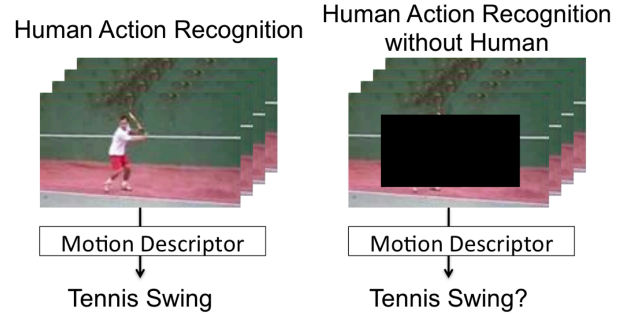 Human Action Recognition
Motion Descriptor
Tennis Swing
Human Action Recognition
without Human
Motion Descriptor
Tennis Swing?